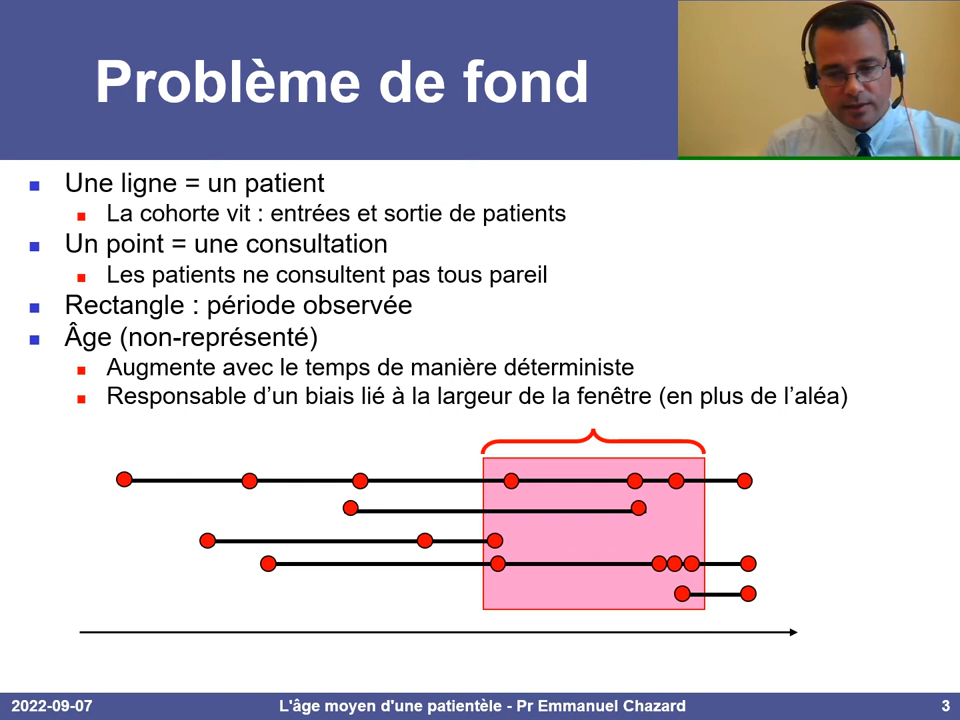 Problème de fond
Une ligne = un patient
La cohorte vit : entrées et sortie de patients
Un point = une consultation
Les patients ne consultent pas tous pareil
Rectangle : période observée
Âge (non-représenté)
Augmente avec le temps de manière déterministe
Responsable d’un biais lié à la largeur de la fenêtre (en plus de l’aléa)
2022-09-07
L'âge moyen d'une patientèle - Pr Emmanuel Chazard
3